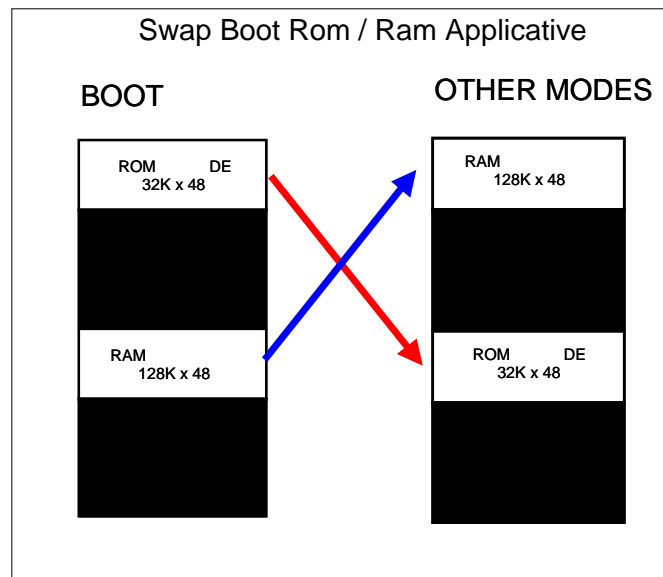 Swap Boot Rom / Ram Applicative
BOOT
OTHER MODES
ROM DE
32K x 48
RAM
128K x 48
RAM
128K x 48
ROM DE
32K x 48